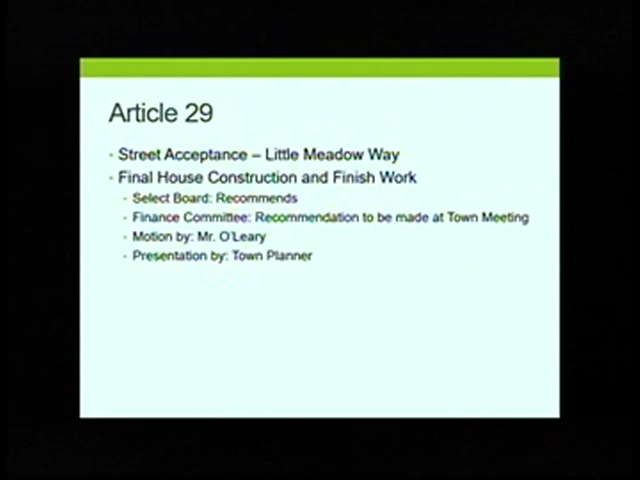 Article 29
Street Acceptance – Little Meadow Way
Final House Construction and Finish Work
Select Board: Recommends
Finance Committee: Recommendation to be made at Town Meeting
Motion by: Mr. O'Leary
Presentation by: Town Planner